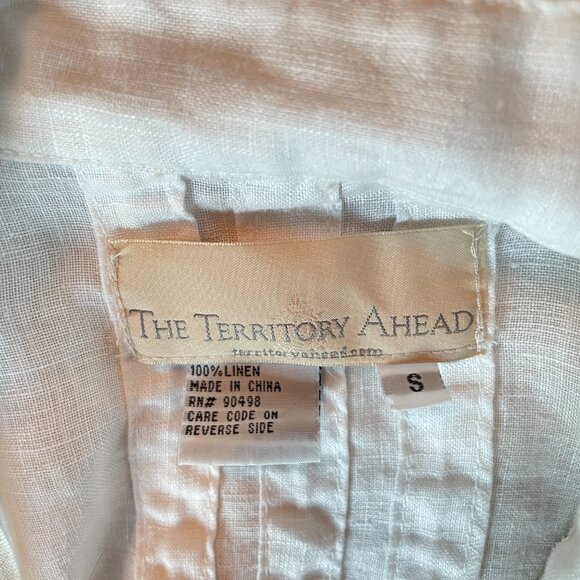 THE TERRITORY AHEAD
territoryahead.com
100% LINEN
MADE IN CHINA
RN# 90498
CARE CODE ON
REVERSE SIDE
S